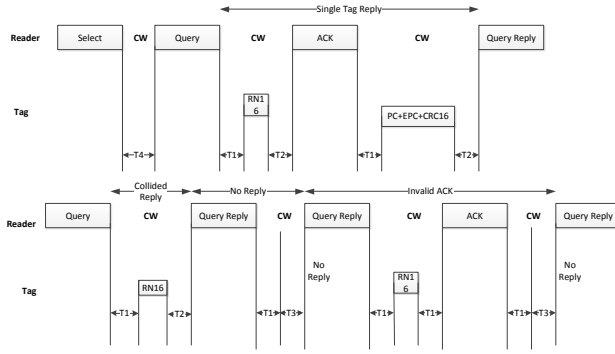 Single Tag Reply
Reader Select CW Query CW ACK CW Query Reply
RN1
6
Tag PC+EPC+CRC16
T4 T1 T2 T1 T2
Collided
Reply No Reply Invalid ACK
Reader Query CW Query Reply CW Query Reply CW ACK CW Query Reply
No
Reply
No
Reply
Tag RN16 RN1
6
T1 T2 T1 T3 T1 T1 T1 T3